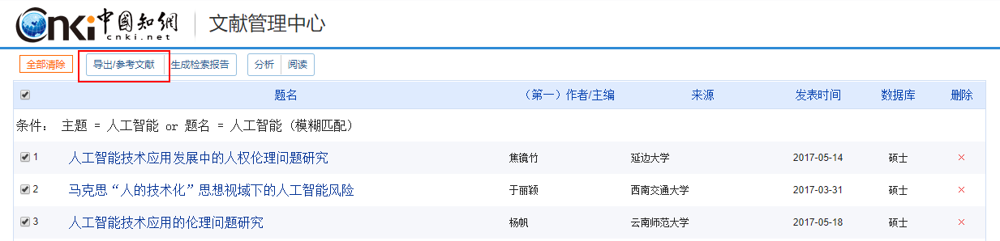 cnki 中國知網 文献管理中心
cnki.net
全部清除 导出/参考文献 生成检索报告 分析 阅读
题名 （第一）作者/主编 来源 发表时间 数据库 删除
条件： 主题 = 人工智能 or 题名 = 人工智能 (模糊匹配)
1 人工智能技术应用发展中的人权伦理问题研究 焦镜竹 延边大学 2017-05-14 硕士 ×
2 马克思“人的技术化”思想视域下的人工智能风险 于丽颖 西南交通大学 2017-03-31 硕士 ×
3 人工智能技术应用的伦理问题研究 杨帆 云南师范大学 2017-05-18 硕士 ×